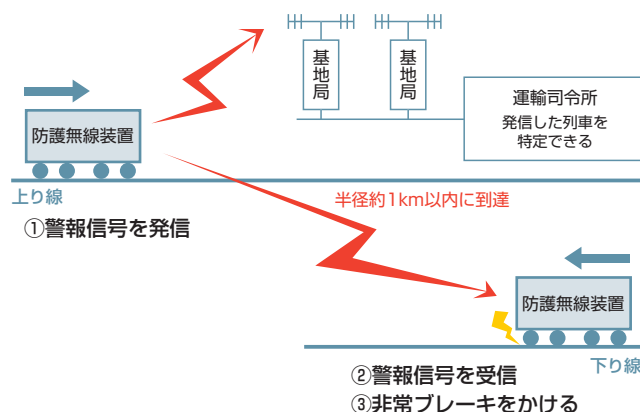 基地局
基地局
運輸司令所
発信した列車を
特定できる
防護無線装置
上り線
半径約1km以内に到達
①警報信号を発信
防護無線装置
下り線
②警報信号を受信
③非常ブレーキをかける